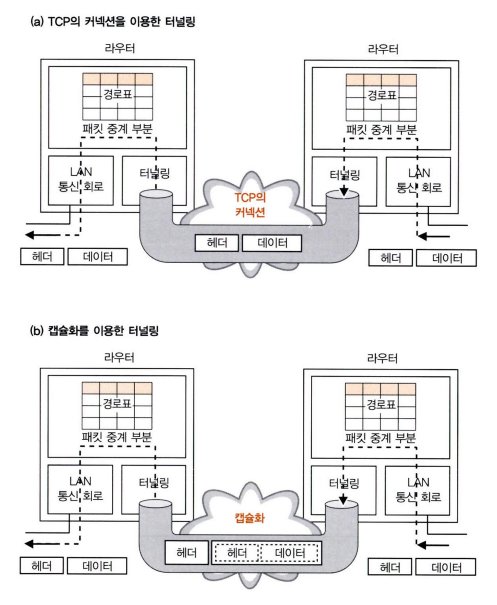 (a) TCP의 커넥션을 이용한 터널링
라우터
라우터
경로표
경로표
패킷 중계 부분
패킷 중계 부분
LAN
통신 회로
터널링
터널링
LAN
통신 회로
TCP의
커넥션
헤더
데이터
헤더
데이터
헤더
데이터
(b) 캡슐화를 이용한 터널링
라우터
라우터
경로표
경로표
패킷 중계 부분
패킷 중계 부분
LAN
통신 회로
터널링
터널링
LAN
통신 회로
캡슐화
헤더
헤더
데이터
헤더
데이터
헤더
데이터